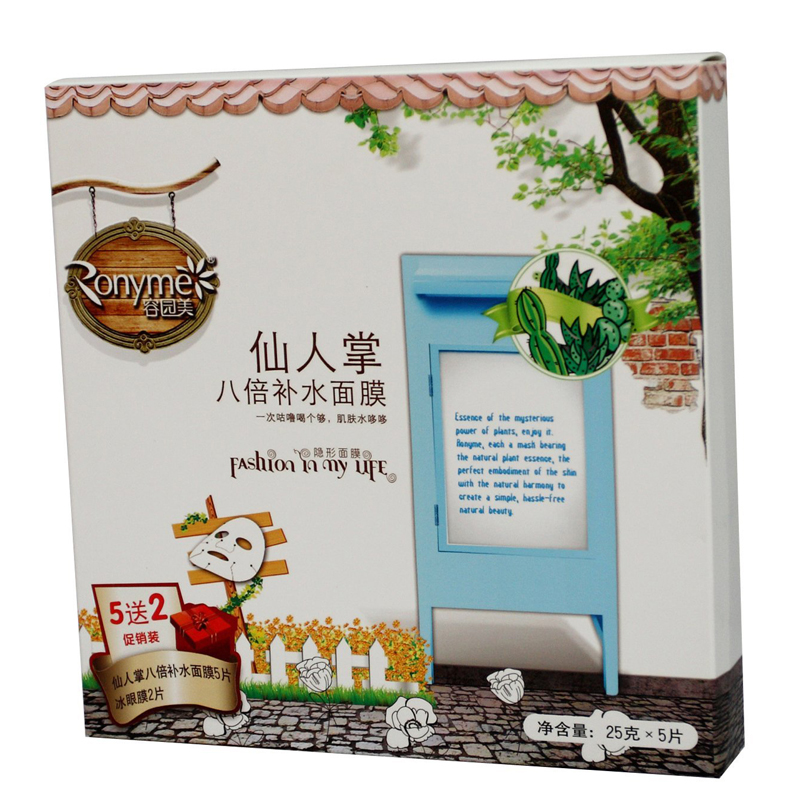 Ronyme
容园美
仙人掌
八倍补水面膜
一次咕噜喝个够，肌肤水哆哆
隐形面膜
FASHION IN MY LIFE
Essence of the mysterious
power of plants, enjoy it.
Ronyme, each a mask bearing
the natural plant essence, the
perfect embodiment of the skin
with the natural harmony to
create a simple, hassle-free
natural beauty.
5送2
促销装
仙人掌八倍补水面膜5片
冰眼膜2片
净含量：25克×5片